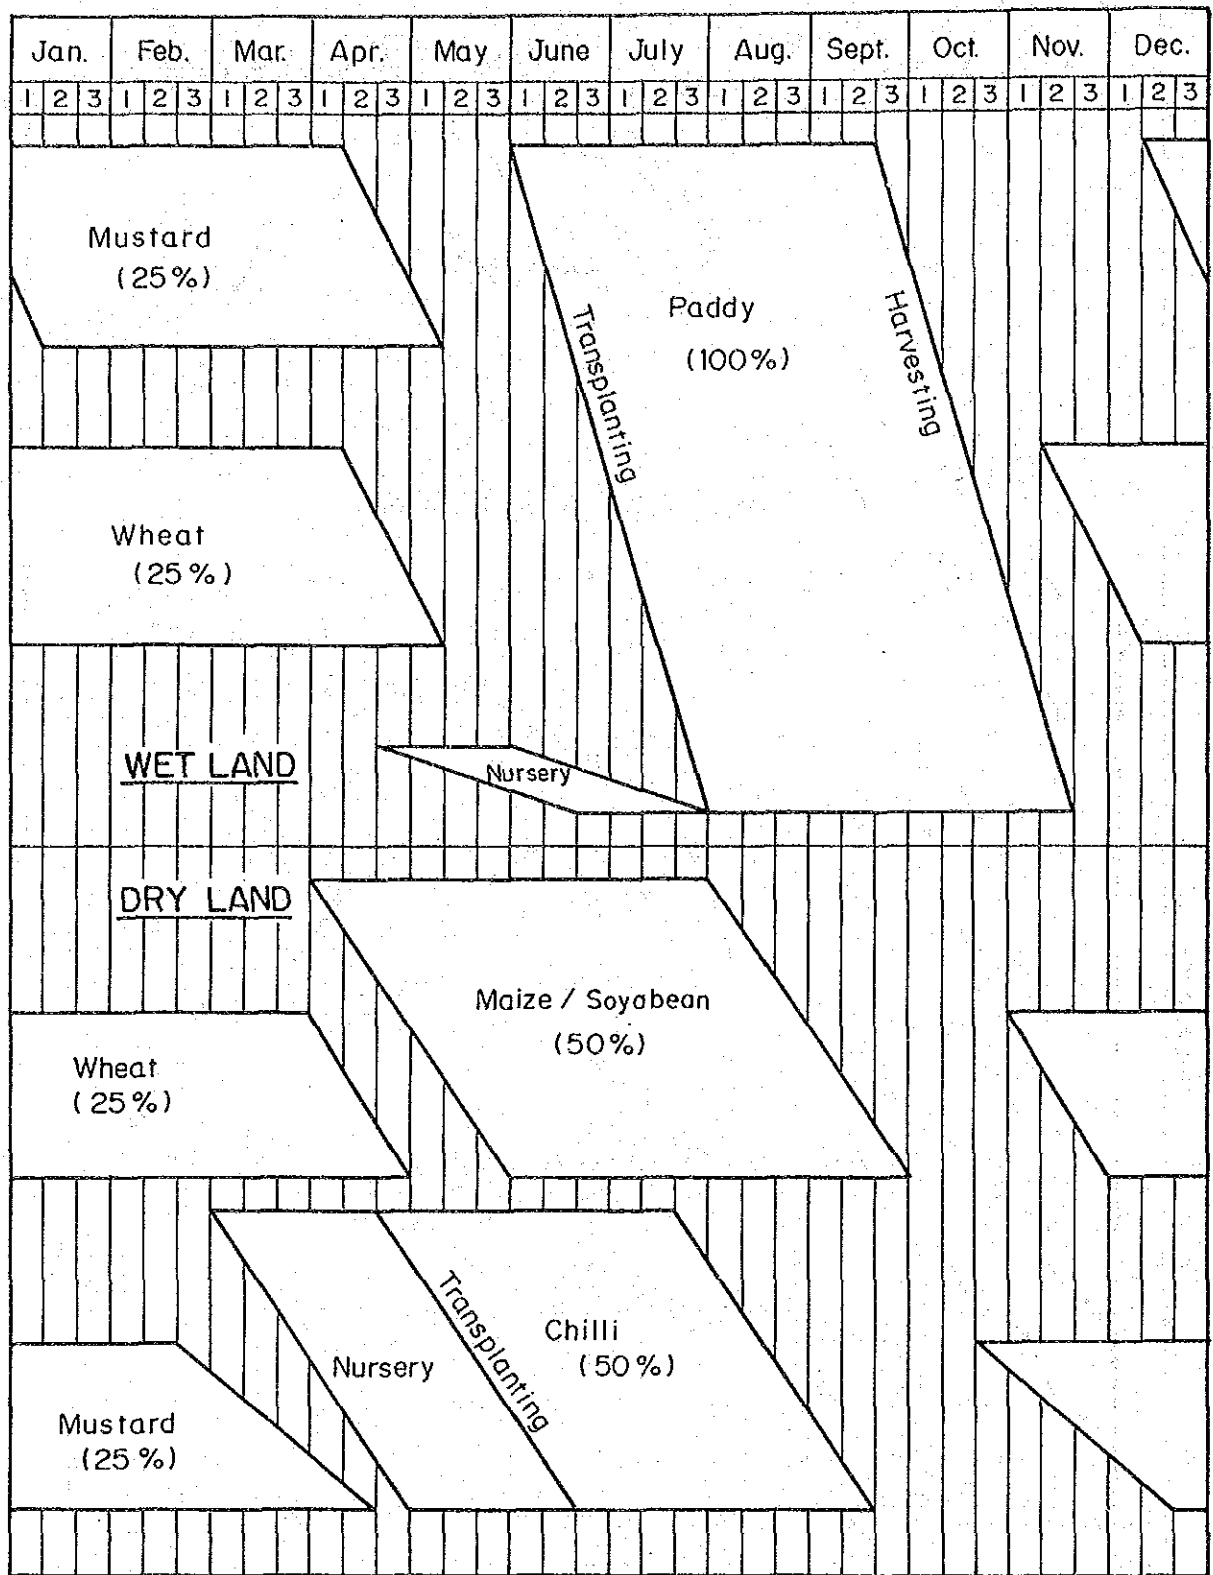 Jan. Feb. Mar. Apr. May June July Aug. Sept. Oct. Nov. Dec.
1 2 3 1 2 3 1 2 3 1 2 3 1 2 3 1 2 3 1 2 3 1 2 3 1 2 3 1 2 3 1 2 3 1 2 3
Mustard
(25%)
Transplanting
Paddy
(100%)
Harvesting
Wheat
(25%)
WET LAND
Nursery
DRY LAND
Maize / Soyabean
(50%)
Wheat
(25%)
Nursery
Transplanting
Chilli
(50%)
Mustard
(25%)